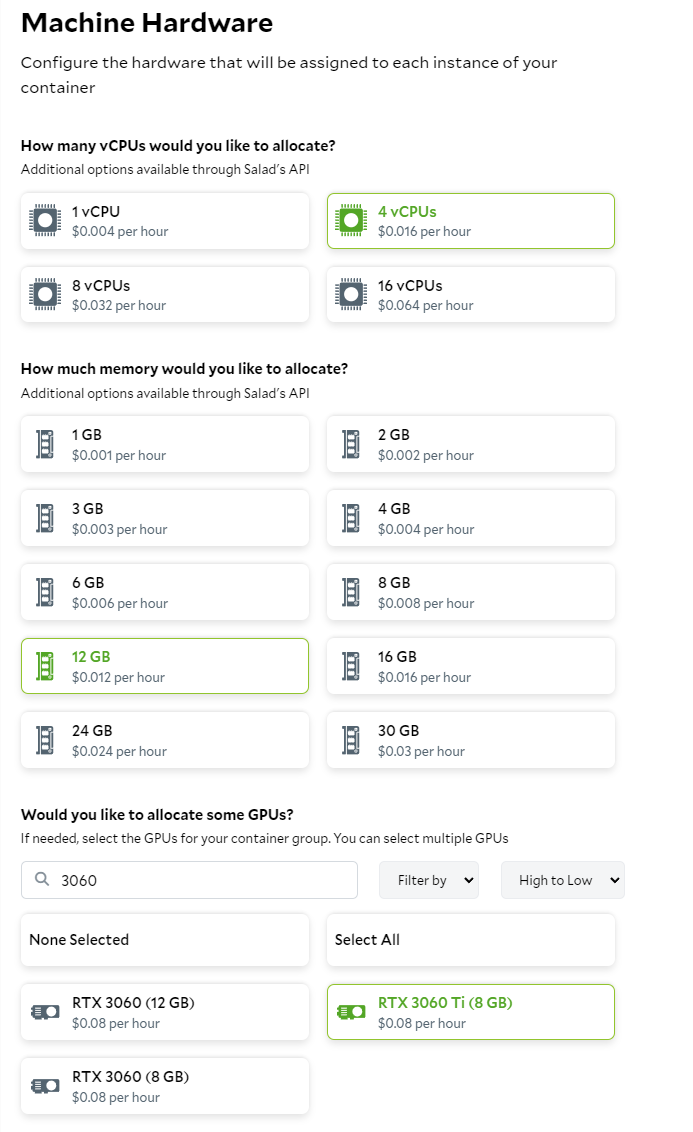 Machine Hardware
Configure the hardware that will be assigned to each instance of your
container
How many vCPUs would you like to allocate?
Additional options available through Salad's API
1 vCPU
$0.004 per hour
4 vCPUs
$0.016 per hour
8 vCPUs
$0.032 per hour
16 vCPUs
$0.064 per hour
How much memory would you like to allocate?
Additional options available through Salad's API
1 GB
$0.001 per hour
2 GB
$0.002 per hour
3 GB
$0.003 per hour
4 GB
$0.004 per hour
6 GB
$0.006 per hour
8 GB
$0.008 per hour
12 GB
$0.012 per hour
16 GB
$0.016 per hour
24 GB
$0.024 per hour
30 GB
$0.03 per hour
Would you like to allocate some GPUs?
If needed, select the GPUs for your container group. You can select multiple GPUs
3060
Filter by
High to Low
None Selected
Select All
RTX 3060 (12 GB)
$0.08 per hour
RTX 3060 Ti (8 GB)
$0.08 per hour
RTX 3060 (8 GB)
$0.08 per hour